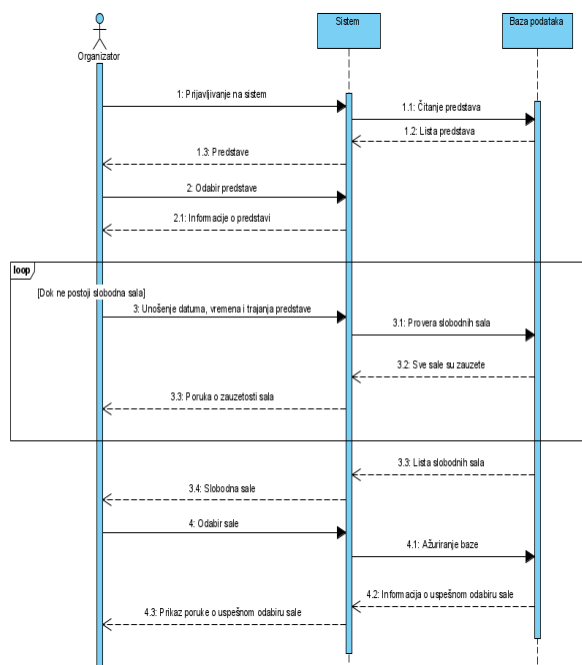 Organizator
Sistem
Baza podataka
1: Prijavljivanje na sistem
1.1: Čitanje predstava
1.2: Lista predstava
1.3: Predstave
2: Odabir predstave
2.1: Informacije o predstavi
loop
[Dok ne postoji slobodna sala]
3: Unošenje datuma, vremena i trajanja predstave
3.1: Provera slobodnih sala
3.2: Sve sale su zauzete
3.3: Poruka o zauzetosti sala
3.3: Lista slobodnih sala
3.4: Slobodna sale
4: Odabir sale
4.1: Ažuriranje baze
4.2: Informacija o uspešnom odabiru sale
4.3: Prikaz poruke o uspešnom odabiru sale